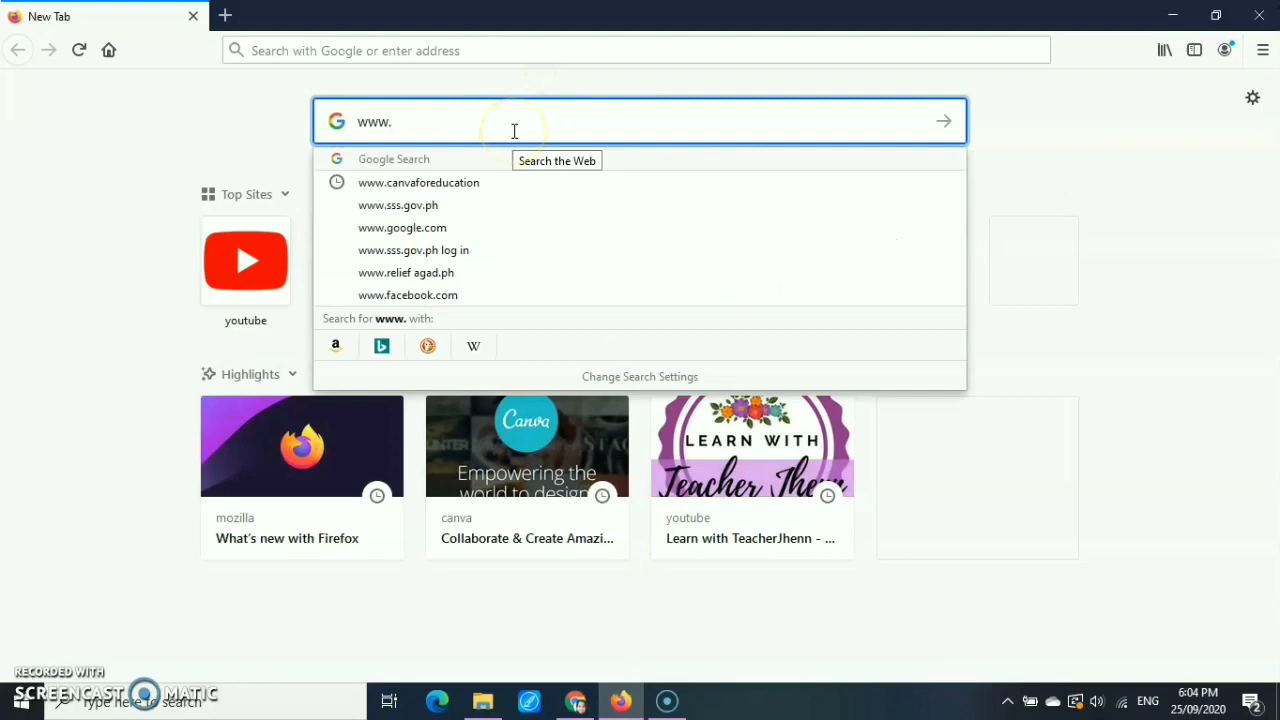 New Tab
Search with Google or enter address
www.
Google Search
Search the Web
www.canvaforeducation
www.sss.gov.ph
www.google.com
www.sss.gov.ph log in
www.relief agad.ph
www.facebook.com
Search for www. with:
a
b
W
Change Search Settings
Top Sites
youtube
Highlights
Canva
Empowering the
world to design
LEARN WITH
Teacher Jhenn
mozilla
What's new with Firefox
canva
Collaborate & Create Amazi...
youtube
Learn with TeacherJhenn - ...
RECORDED WITH
SCREENCAST MATIC
Type here to search
ENG
6:04 PM
25/09/2020
2